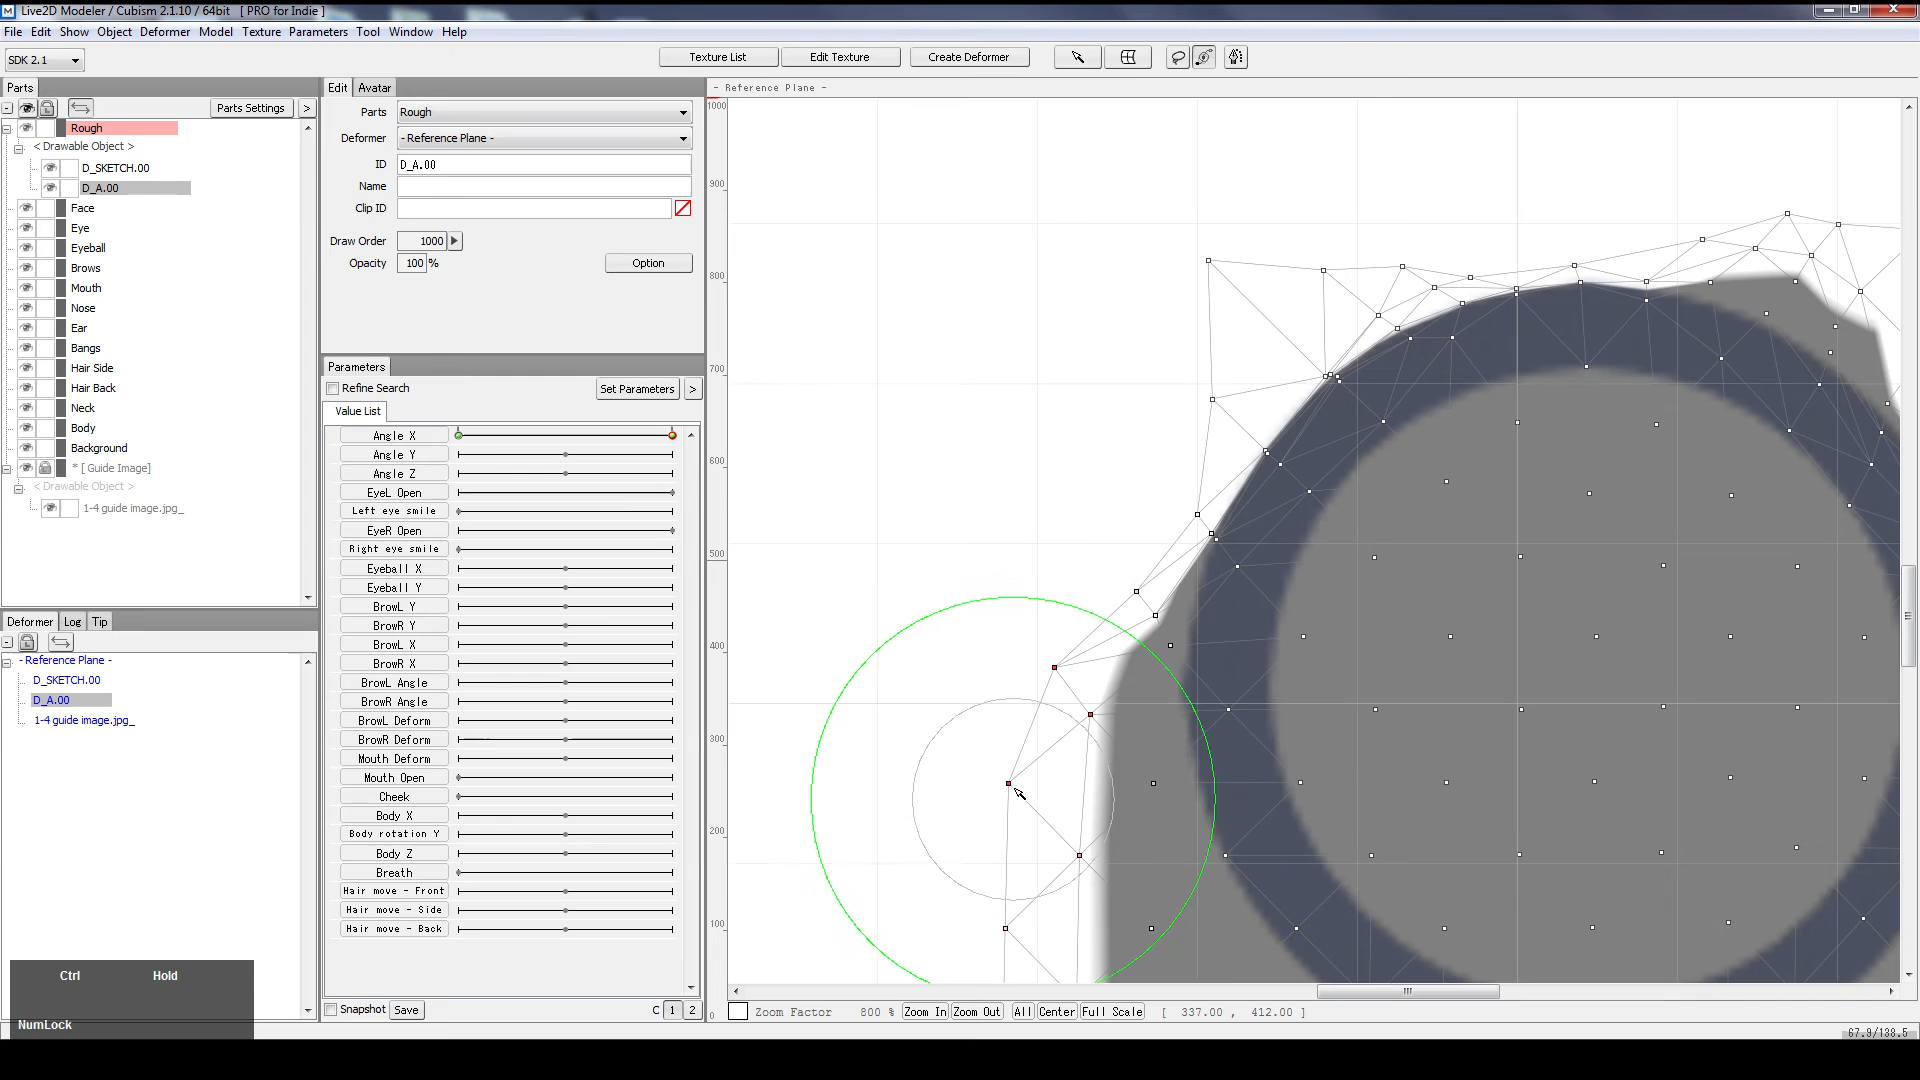 Live2D Modeler / Cubism 2.1.10 / 64bit   [ PRO for Indie ]
File Edit Show Object Deformer Model Texture Parameters Tool Window Help
SDK 2.1
Texture List
Edit Texture
Create Deformer
Parts
Parts Settings
>
Rough
< Drawable Object >
D_SKETCH.00
D_A.00
Face
Eye
Eyeball
Brows
Mouth
Nose
Ear
Bangs
Hair Side
Hair Back
Neck
Body
Background
* [ Guide Image]
< Drawable Object >
1-4 guide image.jpg_
Deformer Log Tip
- Reference Plane -
D_SKETCH.00
D_A.00
1-4 guide image.jpg_
Ctrl Hold
NumLock
Edit Avatar
Parts Rough
Deformer - Reference Plane -
ID D_A.00
Name
Clip ID
Draw Order 1000
Opacity 100 %
Option
Parameters
Refine Search
Set Parameters
>
Value List
Angle X
Angle Y
Angle Z
EyeL Open
Left eye smile
EyeR Open
Right eye smile
Eyeball X
Eyeball Y
BrowL Y
BrowR Y
BrowL X
BrowR X
BrowL Angle
BrowR Angle
BrowL Deform
BrowR Deform
Mouth Deform
Mouth Open
Cheek
Body X
Body rotation Y
Body Z
Breath
Hair move - Front
Hair move - Side
Hair move - Back
Snapshot Save C 1 2
- Reference Plane -
1000
900
800
700
600
500
400
300
200
100
0
Zoom Factor 800 % Zoom In Zoom Out All Center Full Scale [ 337.00 , 412.00 ]
67.9/138.5